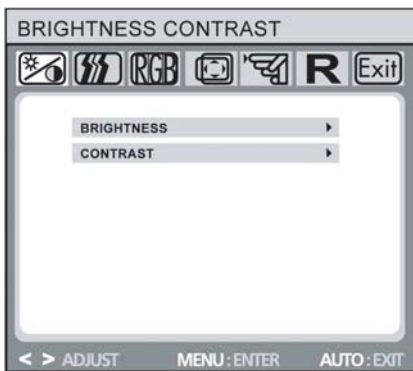 BRIGHTNESS CONTRAST
RGB R Exit
BRIGHTNESS
CONTRAST
< > ADJUST MENU : ENTER AUTO : EXIT